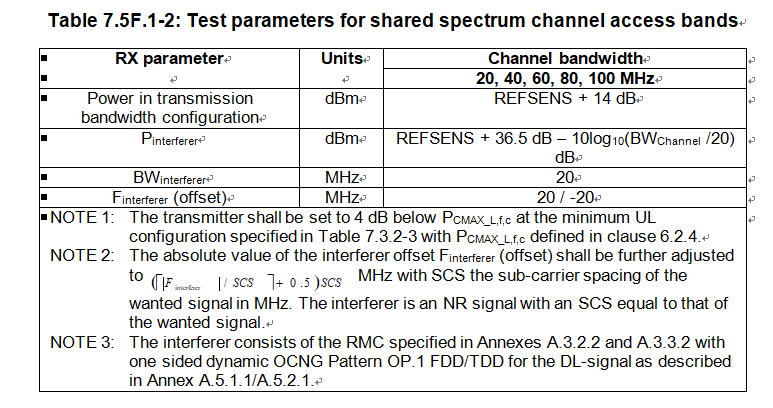 Table 7.5F.1-2: Test parameters for shared spectrum channel access bands
RX parameter Units Channel bandwidth
20, 40, 60, 80, 100 MHz
Power in transmission bandwidth configuration dBm REFSENS + 14 dB
Pinterferer dBm REFSENS + 36.5 dB – 10log10(BWChannel /20) dB
BWinterferer MHz 20
Finterferer (offset) MHz 20 / -20
NOTE 1: The transmitter shall be set to 4 dB below PCMAX_L,f,c at the minimum UL
configuration specified in Table 7.3.2-3 with PCMAX_L,f,c defined in clause 6.2.4.
NOTE 2: The absolute value of the interferer offset Finterferer (offset) shall be further adjusted
to (⌈|Finterferer |/ SCS ⌉+ 0.5)SCS MHz with SCS the sub-carrier spacing of the
wanted signal in MHz. The interferer is an NR signal with an SCS equal to that of
the wanted signal.
NOTE 3: The interferer consists of the RMC specified in Annexes A.3.2.2 and A.3.3.2 with
one sided dynamic OCNG Pattern OP.1 FDD/TDD for the DL-signal as described
in Annex A.5.1.1/A.5.2.1.